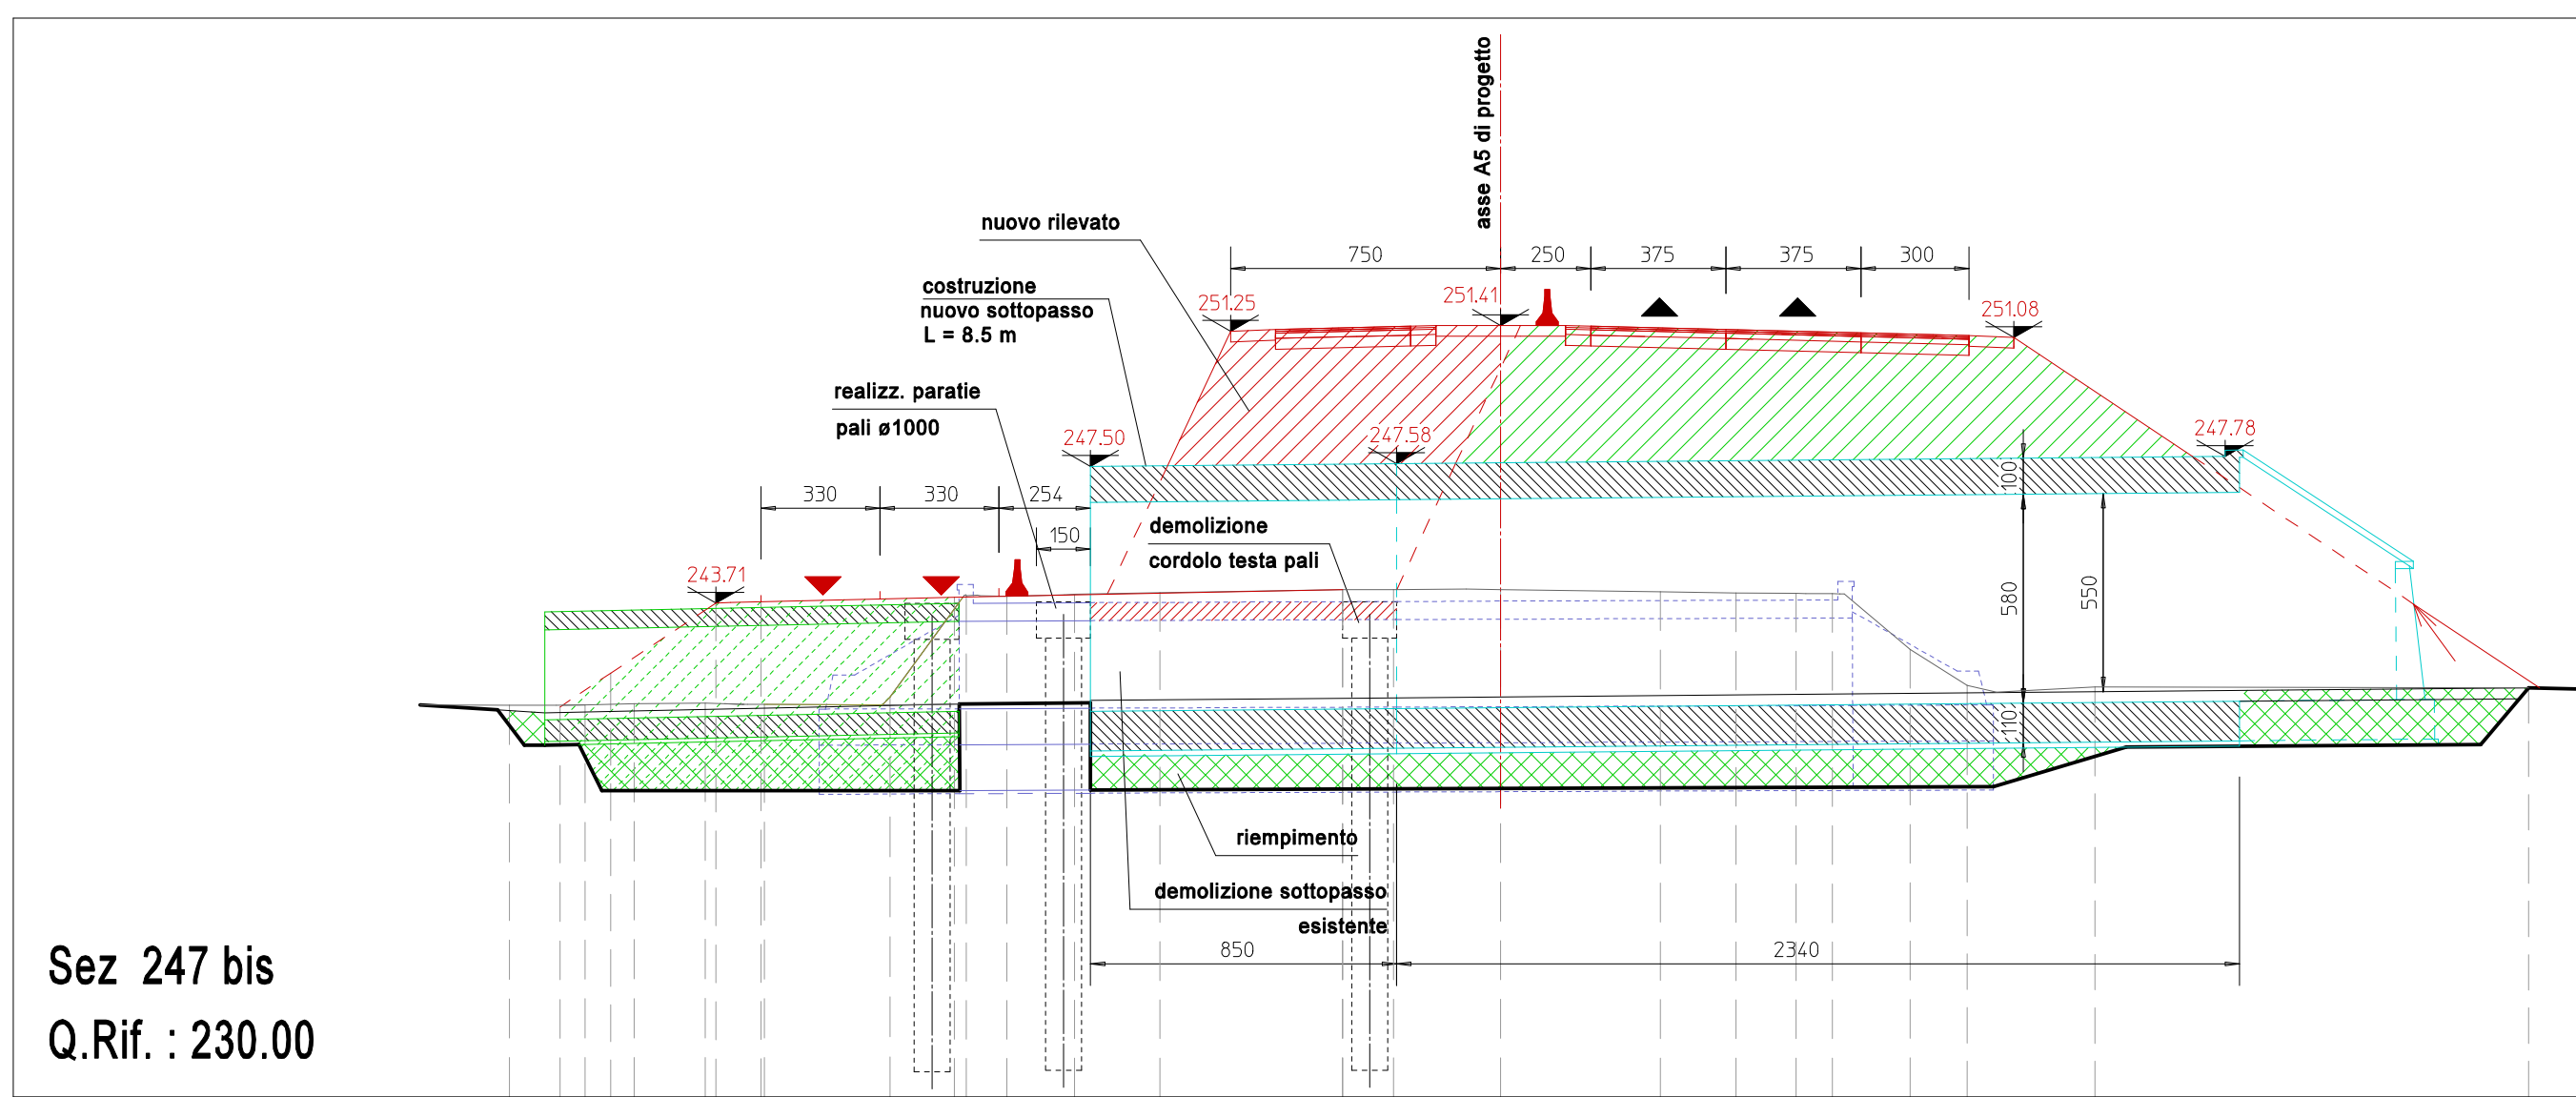 asse A5 di progetto
nuovo rilevato
750
250
375
375
300
costruzione
nuovo sottopasso
L = 8.5 m
251.25
251.41
251.08
realizz. paratie
pali ø1000
247.50
247.58
247.78
100
330
330
254
150
demolizione
cordolo testa pali
243.71
580
550
110
riempimento
demolizione sottopasso
esistente
850
2340
Sez 247 bis
Q.Rif. : 230.00